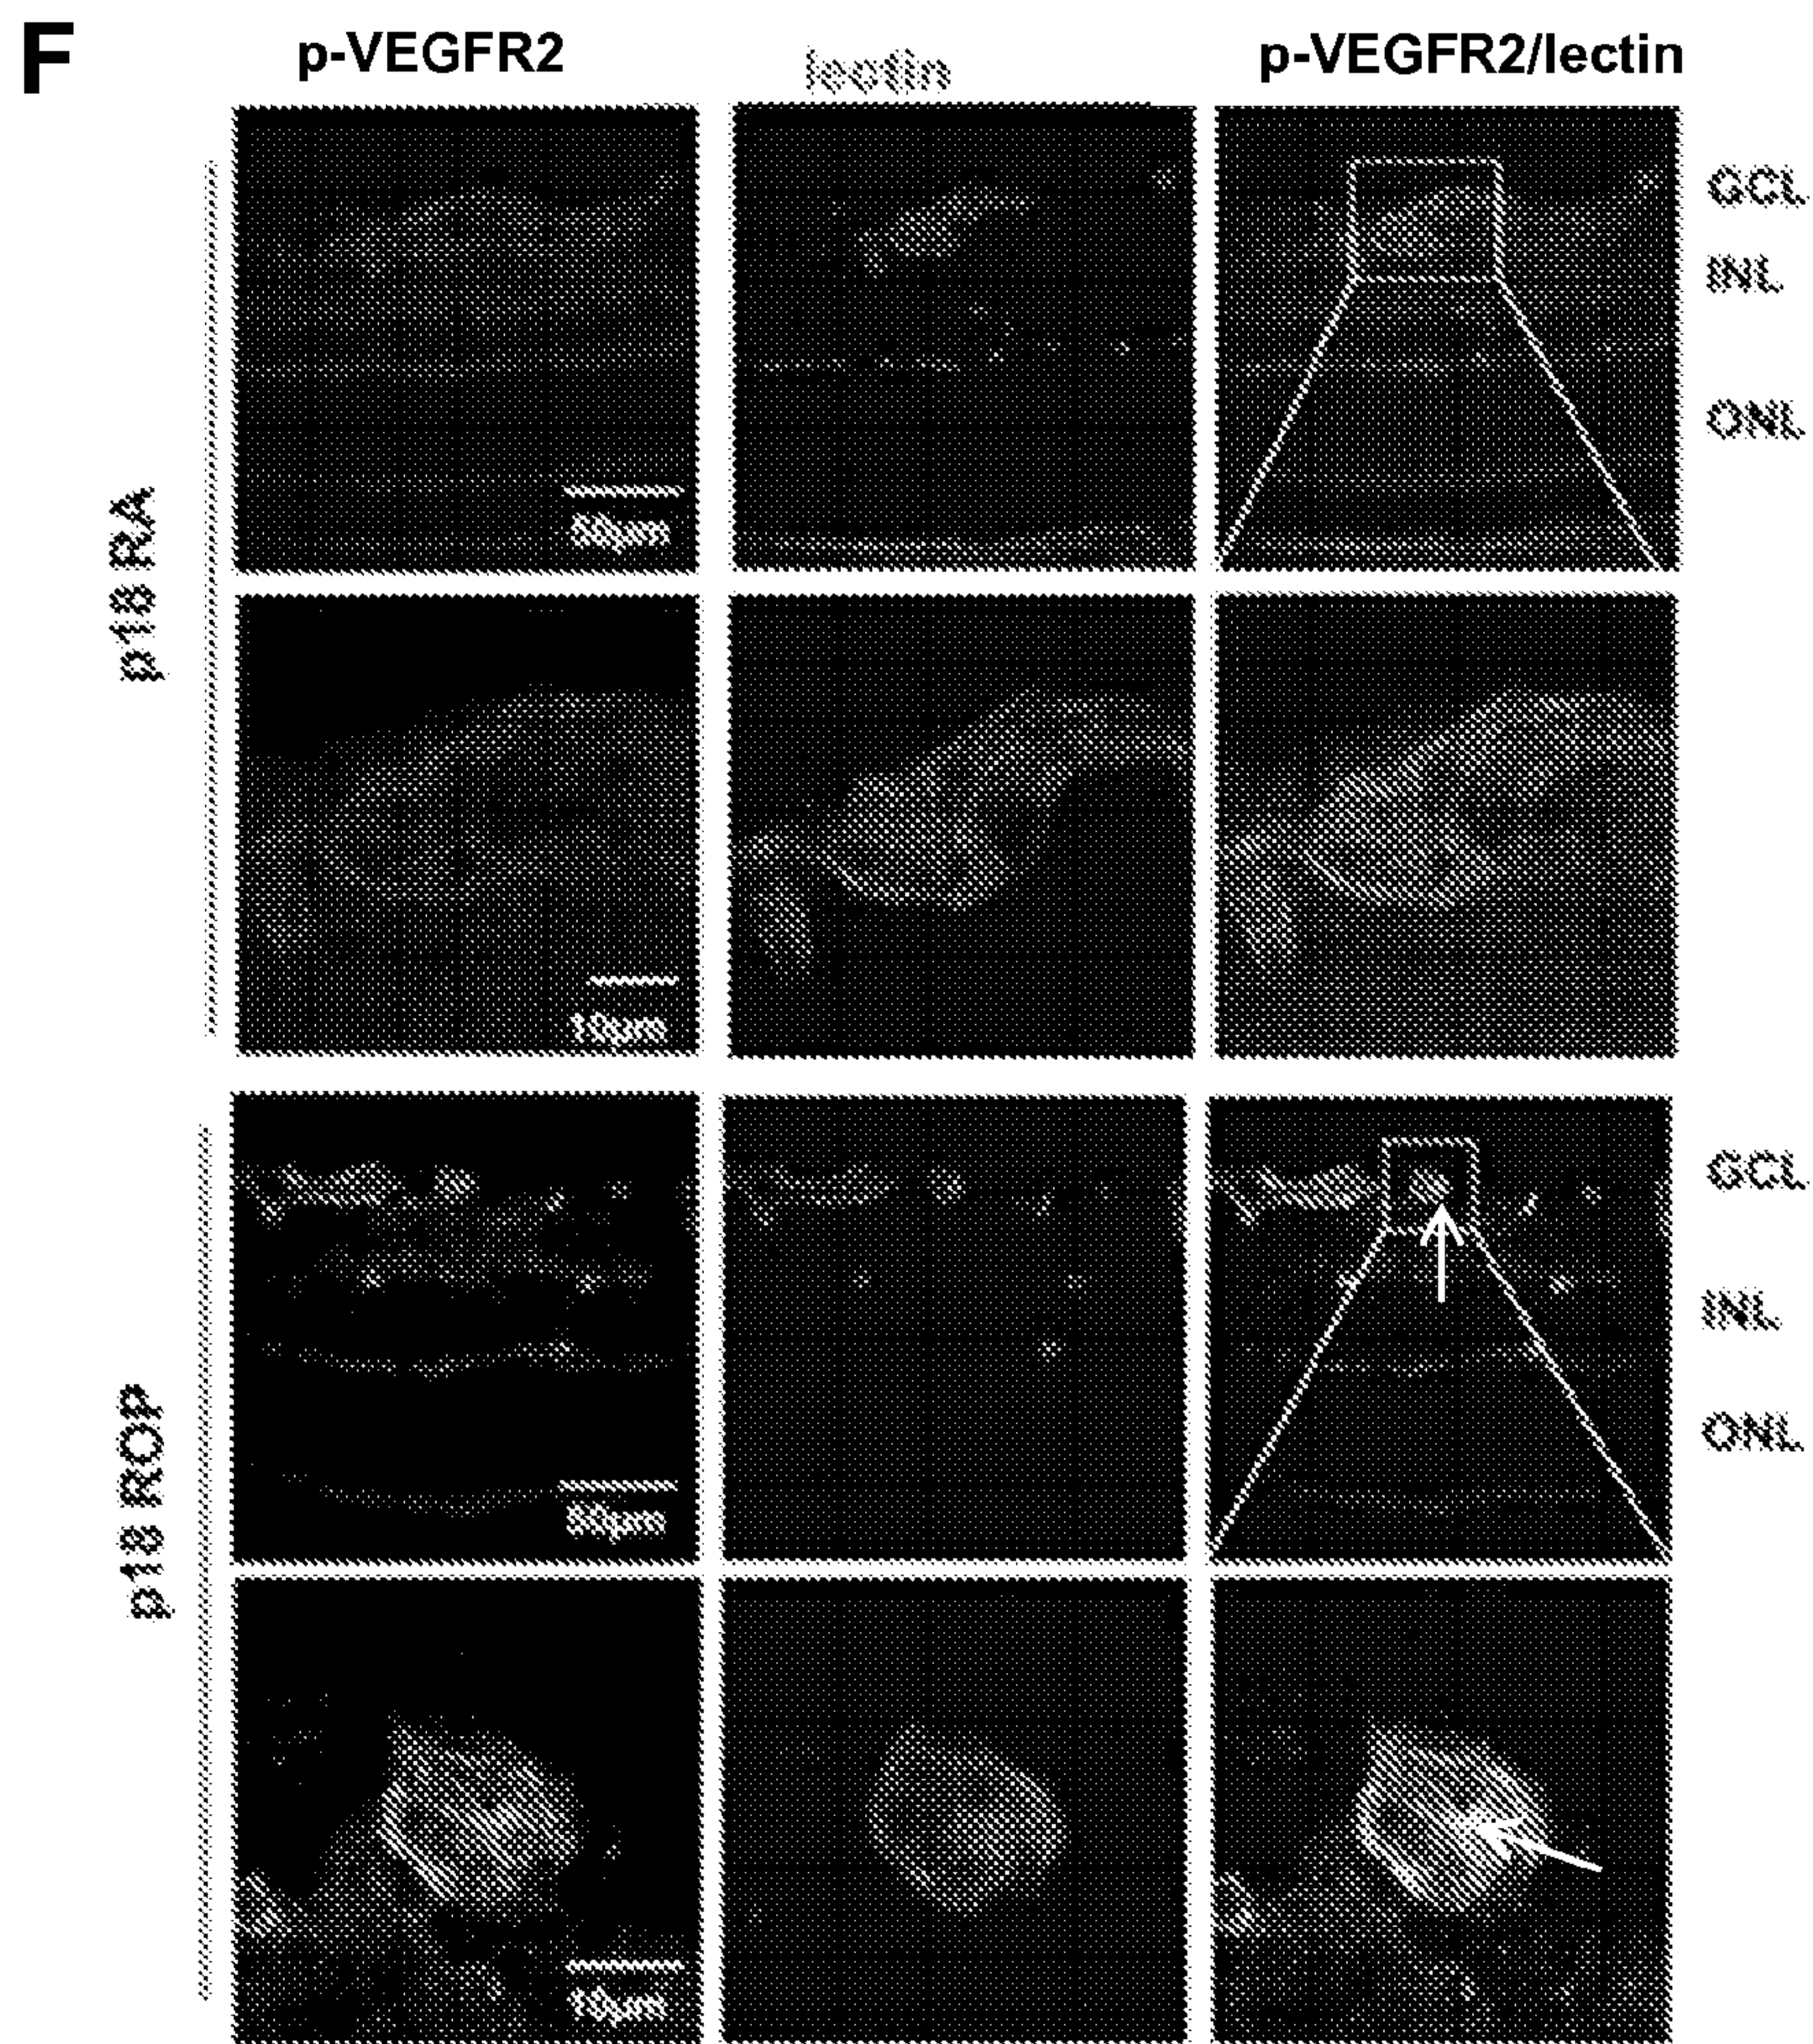 F
p-VEGFR2
lectin
p-VEGFR2/lectin
p18 RA
GCL
INL
ONL
50µm
10µm
p18 ROP
GCL
INL
ONL
50µm
10µm